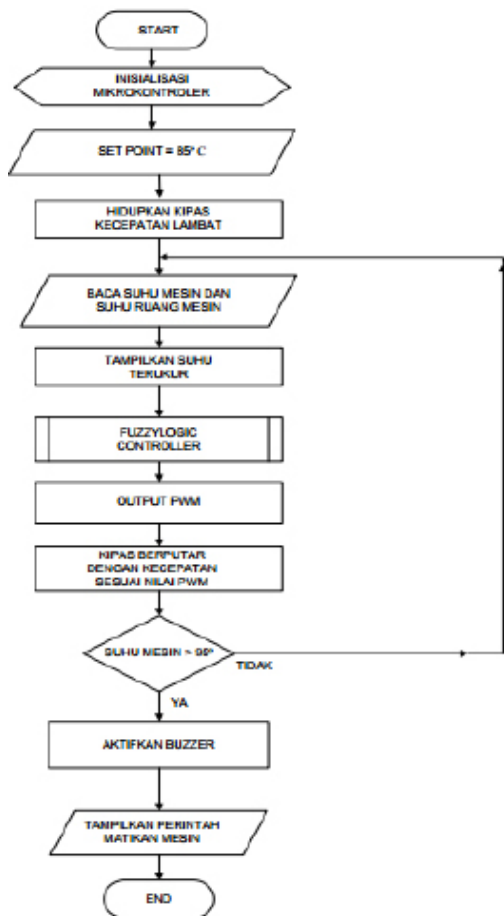 START
INISIALISASI
MIKROKONTROLER
SET POINT = 85° C
HIDUPKAN KIPAS
KECEPATAN LAMBAT
BACA SUHU MESIN DAN
SUHU RUANG MESIN
TAMPILKAN SUHU
TERUKUR
FUZZYLOGIC
CONTROLLER
OUTPUT PWM
KIPAS BERPUTAR
DENGAN KECEPATAN
SESUAI NILAI PWM
SUHU MESIN
TIDAK
YA
AKTIFKAN BUZZER
TAMPILKAN PERINTAH
MATIKAN MESIN
END